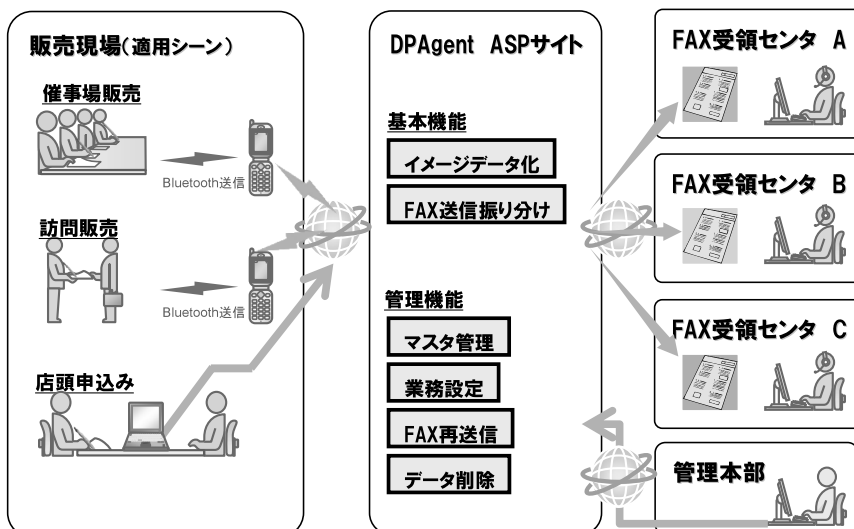 販売現場(適用シーン)
催事場販売
Bluetooth送信
訪問販売
Bluetooth送信
店頭申込み
DPAgent ASPサイト
基本機能
イメージデータ化
FAX送信振り分け
管理機能
マスタ管理
業務設定
FAX再送信
データ削除
FAX受領センタ A
FAX受領センタ B
FAX受領センタ C
管理本部